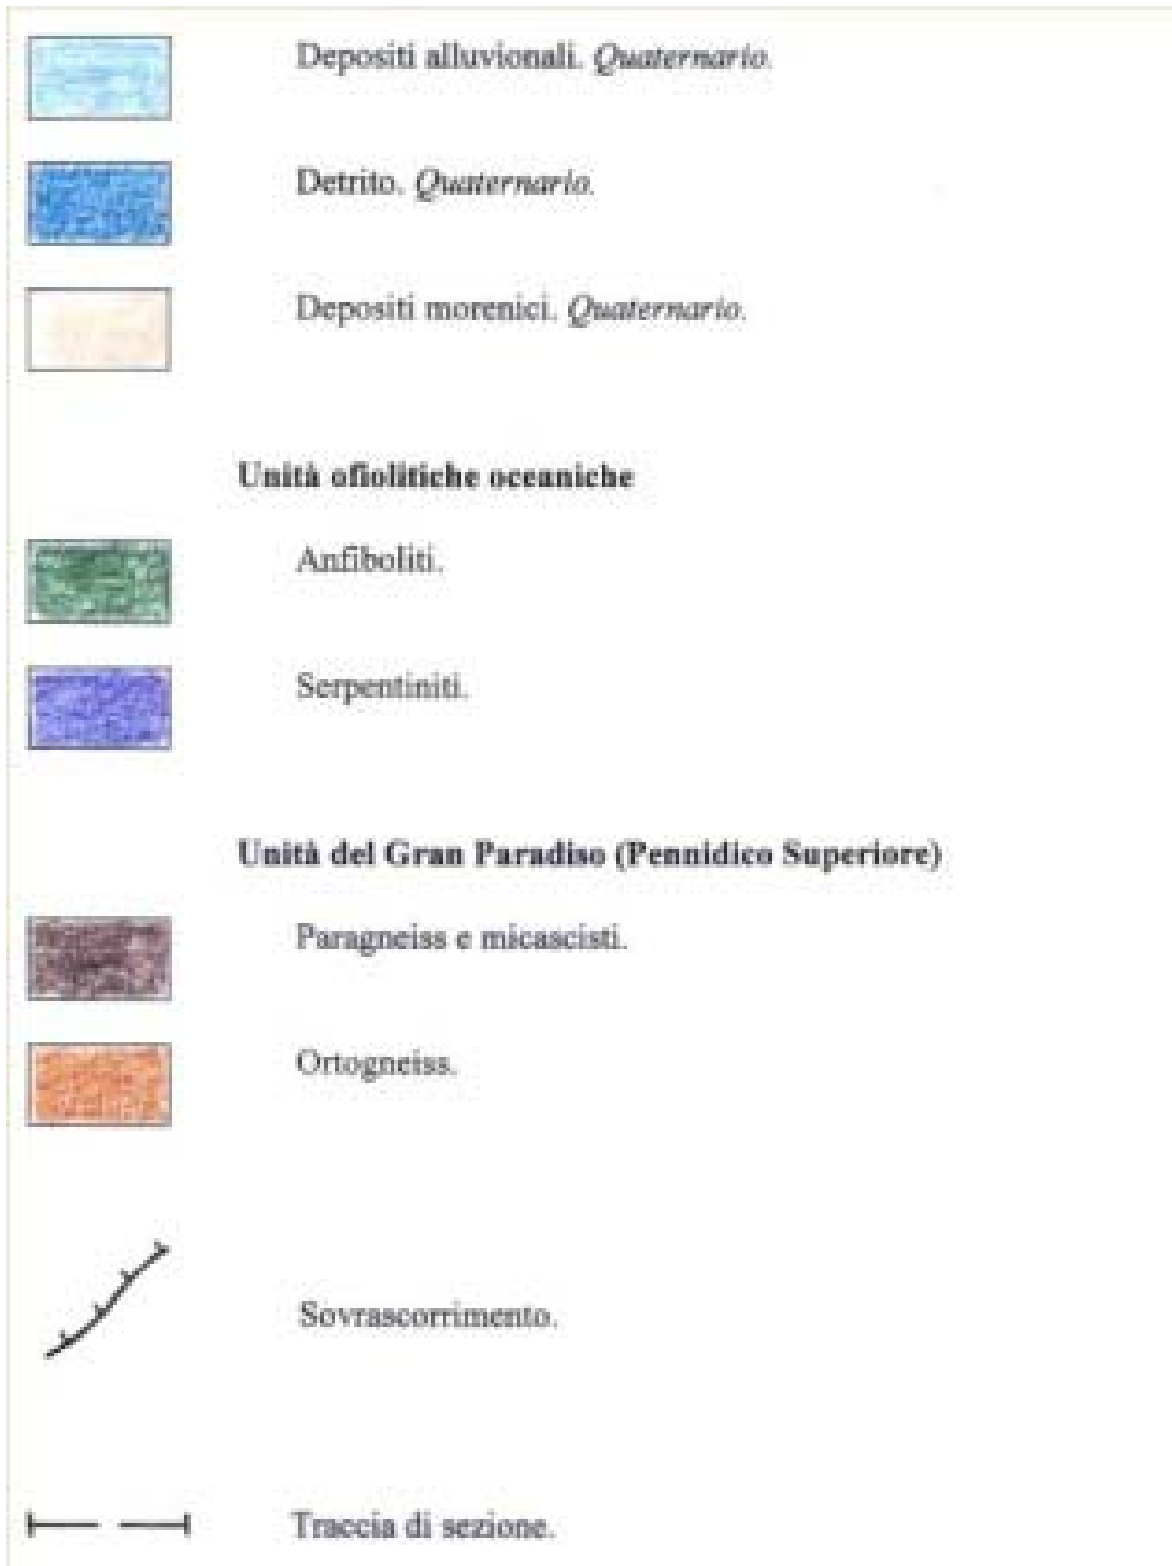 Depositi alluvionali. Quaternario.
Detrito. Quaternario.
Depositi morenici. Quaternario.
Unità ofiolitiche oceaniche
Anfiboliti.
Serpentiniti.
Unità del Gran Paradiso (Pennidico Superiore)
Paragneiss e micascisti.
Ortogneiss.
Sovrascorrimento.
Traccia di sezione.